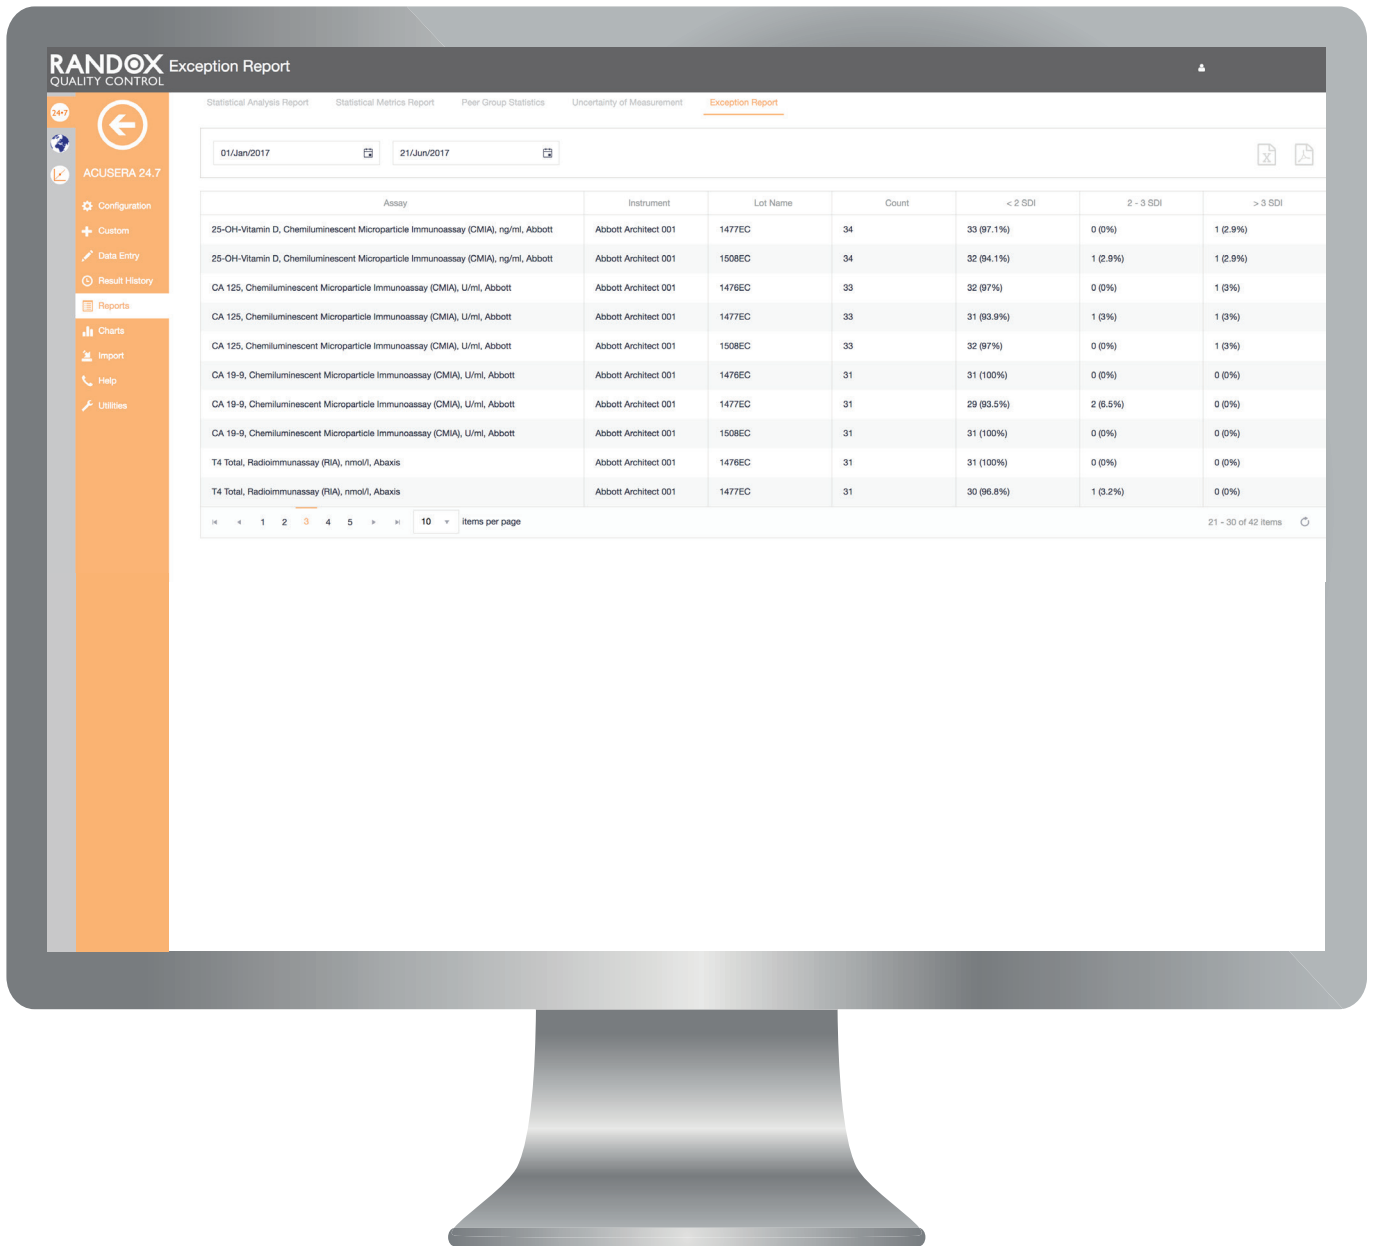 RANDOX Exception Report
QUALITY CONTROL
Statistical Analysis Report Statistical Metrics Report Peer Group Statistics Uncertainty of Measurement Exception Report
24•7
ACUSERA 24.7
Configuration
Custom
Data Entry
Result History
Reports
Charts
Import
Help
Utilities
01/Jan/2017 21/Jun/2017
Assay Instrument Lot Name Count < 2 SDI 2 - 3 SDI > 3 SDI
25-OH-Vitamin D, Chemiluminescent Microparticle Immunoassay (CMIA), ng/ml, Abbott Abbott Architect 001 1477EC 34 33 (97.1%) 0 (0%) 1 (2.9%)
25-OH-Vitamin D, Chemiluminescent Microparticle Immunoassay (CMIA), ng/ml, Abbott Abbott Architect 001 1508EC 34 32 (94.1%) 1 (2.9%) 1 (2.9%)
CA 125, Chemiluminescent Microparticle Immunoassay (CMIA), U/ml, Abbott Abbott Architect 001 1476EC 33 32 (97%) 0 (0%) 1 (3%)
CA 125, Chemiluminescent Microparticle Immunoassay (CMIA), U/ml, Abbott Abbott Architect 001 1477EC 33 31 (93.9%) 1 (3%) 1 (3%)
CA 125, Chemiluminescent Microparticle Immunoassay (CMIA), U/ml, Abbott Abbott Architect 001 1508EC 33 32 (97%) 0 (0%) 1 (3%)
CA 19-9, Chemiluminescent Microparticle Immunoassay (CMIA), U/ml, Abbott Abbott Architect 001 1476EC 31 31 (100%) 0 (0%) 0 (0%)
CA 19-9, Chemiluminescent Microparticle Immunoassay (CMIA), U/ml, Abbott Abbott Architect 001 1477EC 31 29 (93.5%) 2 (6.5%) 0 (0%)
CA 19-9, Chemiluminescent Microparticle Immunoassay (CMIA), U/ml, Abbott Abbott Architect 001 1508EC 31 31 (100%) 0 (0%) 0 (0%)
T4 Total, Radioimmunassay (RIA), nmol/l, Abaxis Abbott Architect 001 1476EC 31 31 (100%) 0 (0%) 0 (0%)
T4 Total, Radioimmunassay (RIA), nmol/l, Abaxis Abbott Architect 001 1477EC 31 30 (96.8%) 1 (3.2%) 0 (0%)
1 2 3 4 5 10 items per page 21 - 30 of 42 items